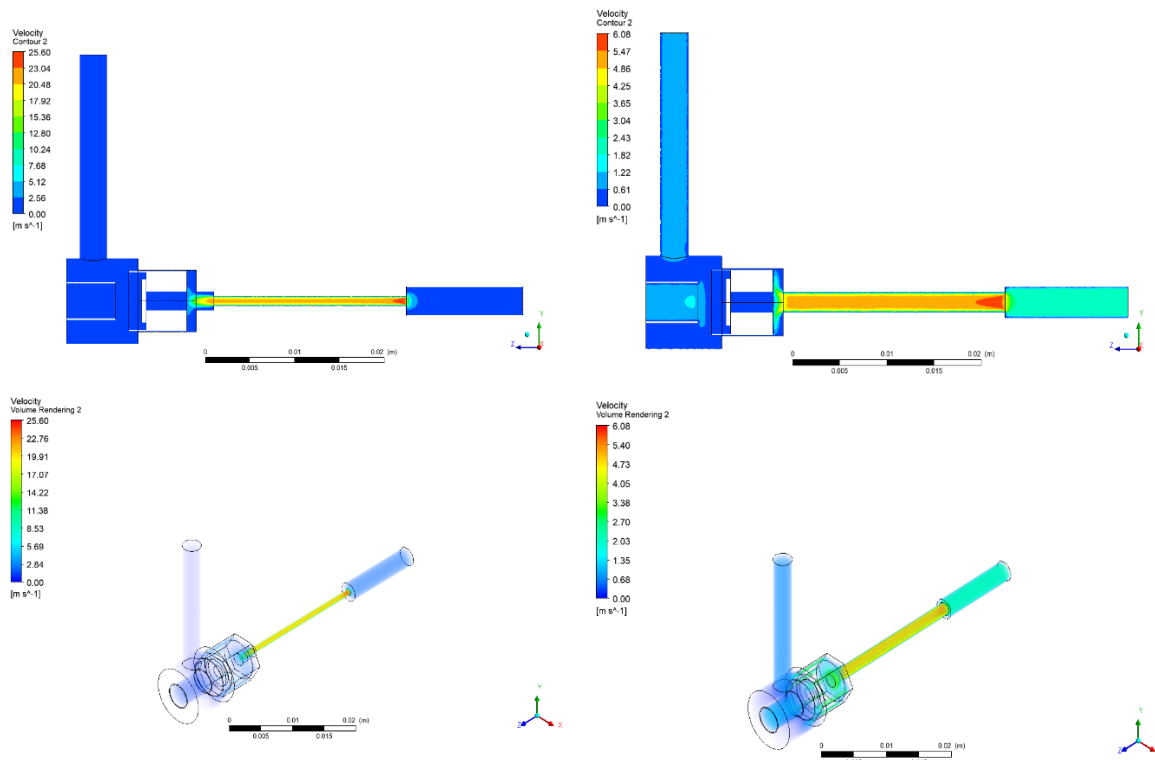 Velocity
Contour 2
25.60
23.04
20.48
17.92
15.36
12.80
10.24
7.68
5.12
2.56
0.00
[m s^-1]
0 0.01 0.02 (m)
0.005 0.015
Y
Z X
Velocity
Contour 2
6.08
5.47
4.86
4.25
3.65
3.04
2.43
1.82
1.22
0.61
0.00
[m s^-1]
0 0.01 0.02 (m)
0.005 0.015
Y
Z X
Velocity
Volume Rendering 2
25.60
22.76
19.91
17.07
14.22
11.38
8.53
5.69
2.84
0.00
[m s^-1]
0 0.01 0.02 (m)
0.005 0.015
Y
Z X
Velocity
Volume Rendering 2
6.08
5.40
4.73
4.05
3.38
2.70
2.03
1.35
0.68
0.00
[m s^-1]
0 0.01 0.02 (m)
Y
Z